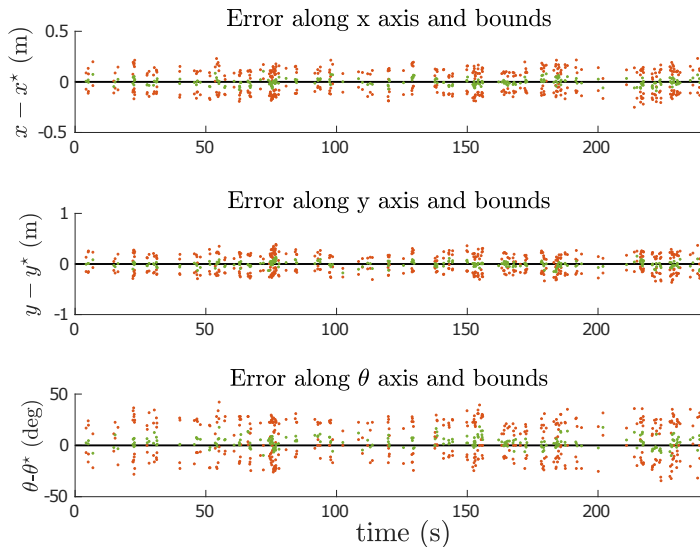 Error along x axis and bounds
x − x* (m)
0.5
0
-0.5
0 50 100 150 200
Error along y axis and bounds
y − y* (m)
1
0
-1
0 50 100 150 200
Error along θ axis and bounds
θ-θ* (deg)
50
0
-50
0 50 100 150 200
time (s)